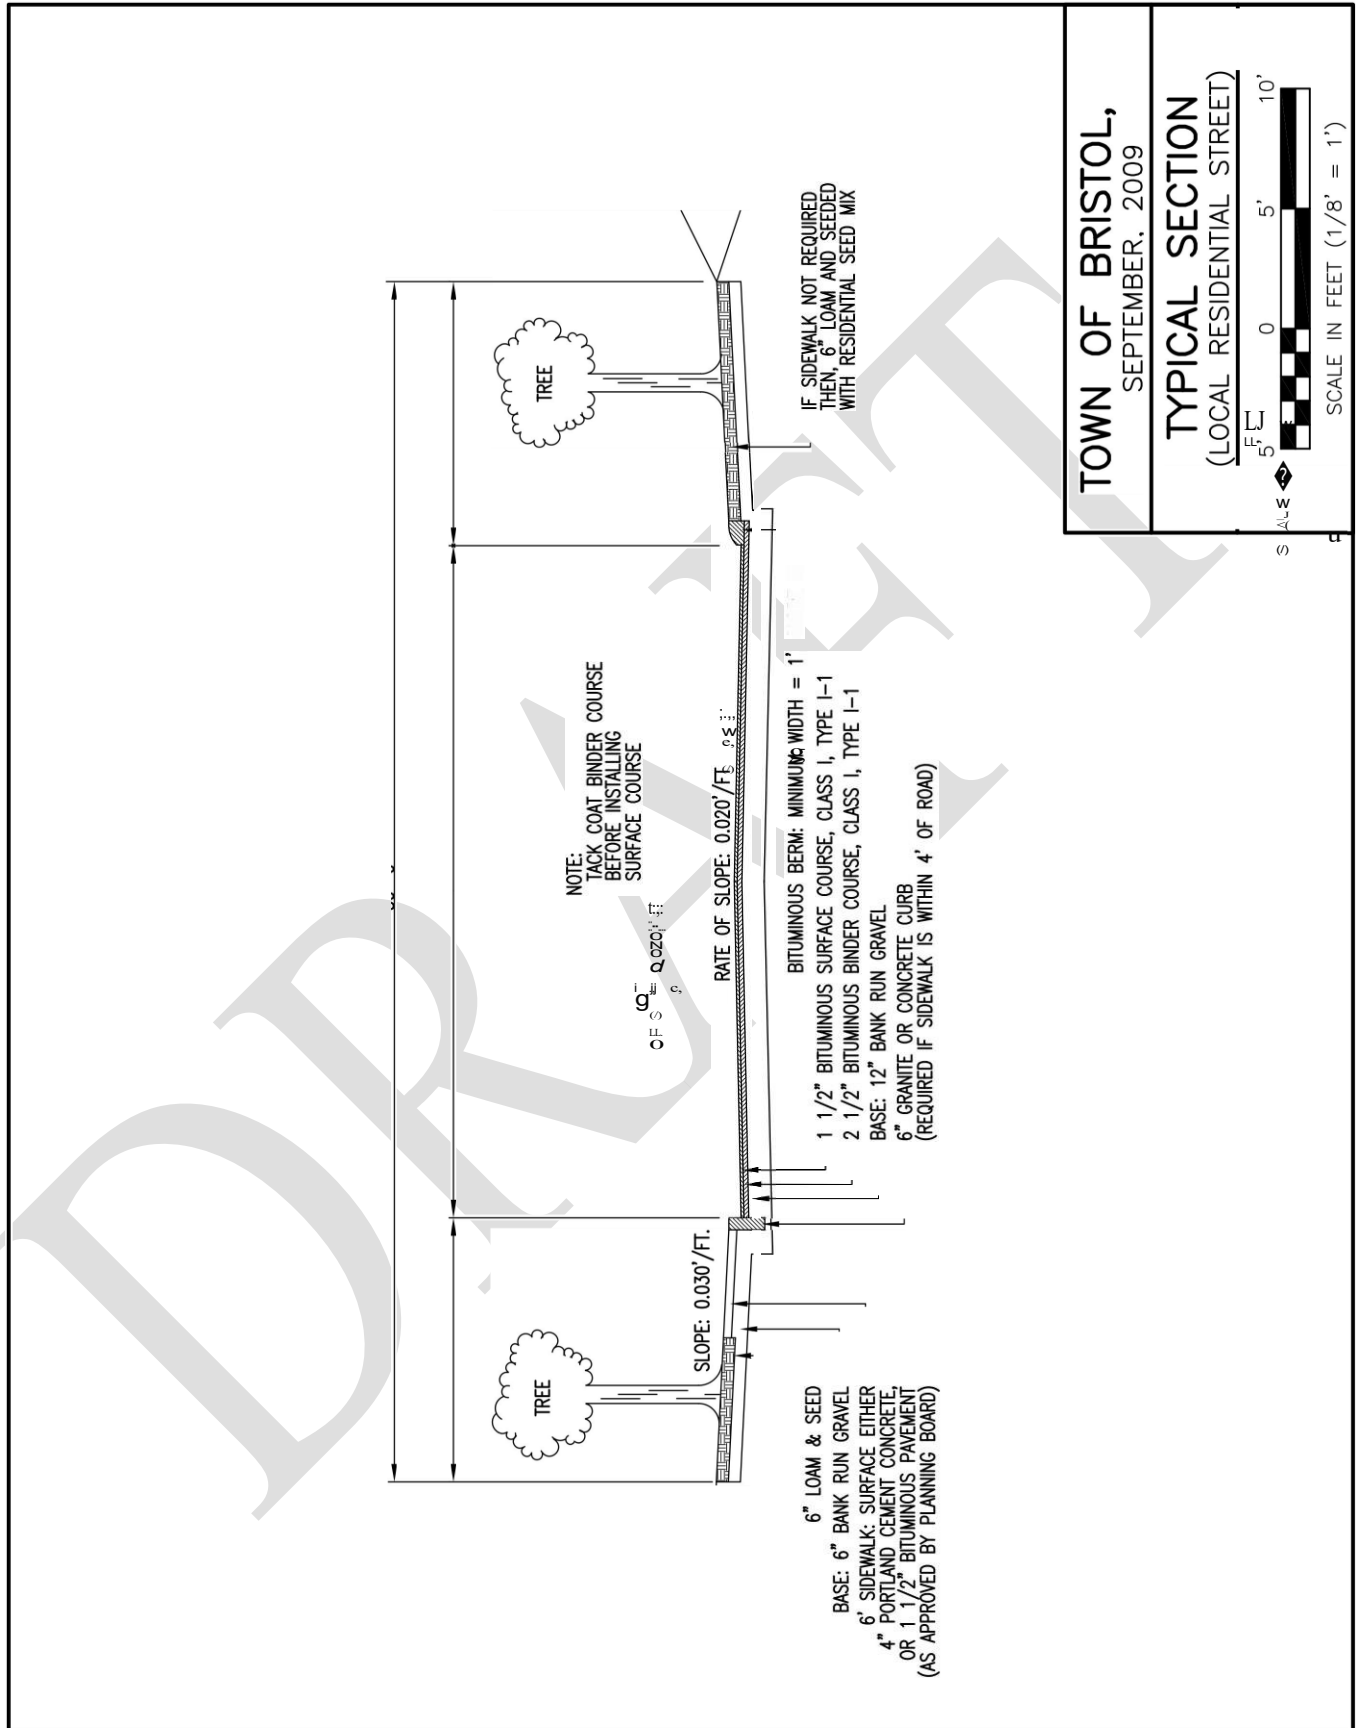 TOWN OF BRISTOL,
SEPTEMBER. 2009
TYPICAL SECTION
(LOCAL RESIDENTIAL STREET)
5' 0 5' 10'
SCALE IN FEET (1/8' = 1')
TREE
TREE
NOTE:
TACK COAT BINDER COURSE
BEFORE INSTALLING
SURFACE COURSE
SLOPE: 0.030'/FT.
RATE OF SLOPE: 0.020'/FT
IF SIDEWALK NOT REQUIRED
THEN, 6" LOAM AND SEEDED
WITH RESIDENTIAL SEED MIX
BITUMINOUS BERM: MINIMUM WIDTH = 1'
1 1/2" BITUMINOUS SURFACE COURSE, CLASS I, TYPE I-1
2 1/2" BITUMINOUS BINDER COURSE, CLASS I, TYPE I-1
BASE: 12" BANK RUN GRAVEL
6" GRANITE OR CONCRETE CURB
(REQUIRED IF SIDEWALK IS WITHIN 4' OF ROAD)
6" LOAM & SEED
BASE: 6" BANK RUN GRAVEL
6' SIDEWALK: SURFACE EITHER
4" PORTLAND CEMENT CONCRETE,
OR 1 1/2" BITUMINOUS PAVEMENT
(AS APPROVED BY PLANNING BOARD)
DRAFT